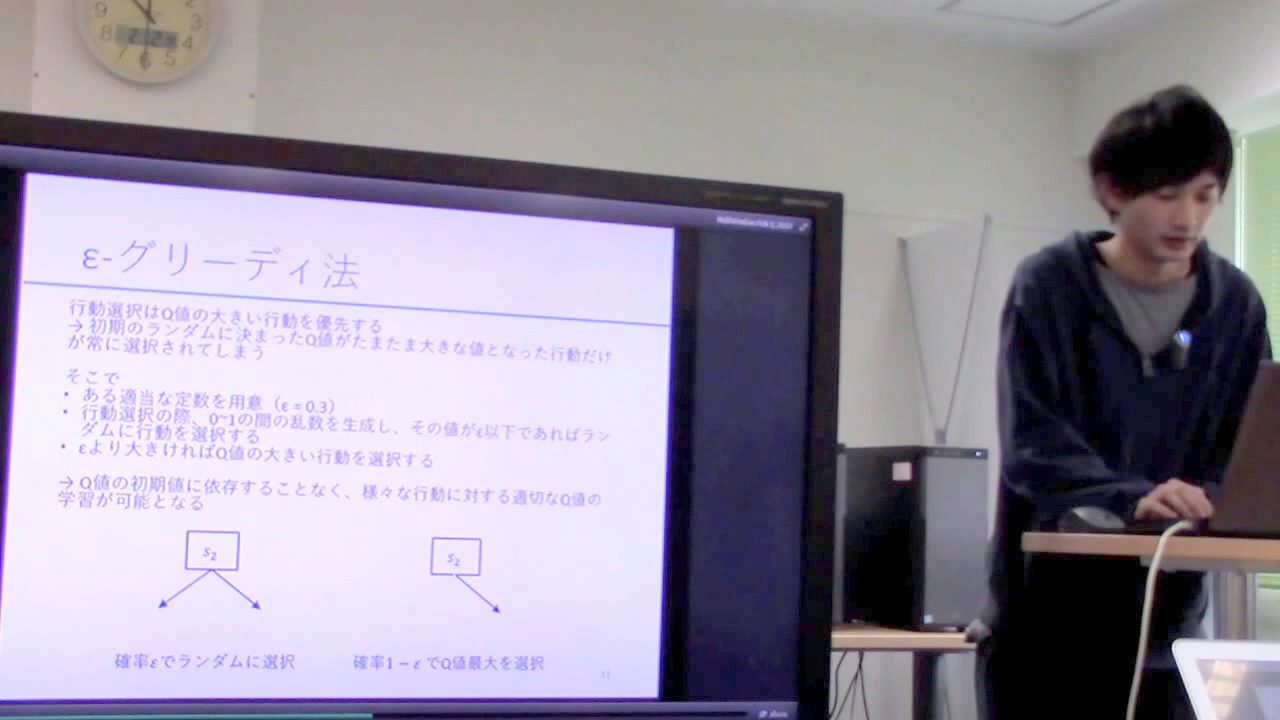 9
2
3
8
22
4
7
6
5
ε-グリーディ法
行動選択はQ値の大きい行動を優先する
→ 初期のランダムに決まったQ値がたまたま大きな値となった行動だけ
が常に選択されてしまう
そこで
• ある適当な定数を用意（ε = 0.3）
• 行動選択の際、0~1の間の乱数を生成し、その値がε以下であればラン
ダムに行動を選択する
• εより大きければQ値の大きい行動を選択する
→ Q値の初期値に依存することなく、様々な行動に対する適切なQ値の
学習が可能となる
s₂
s₂
確率εでランダムに選択
確率1 − ε でQ値最大を選択
11